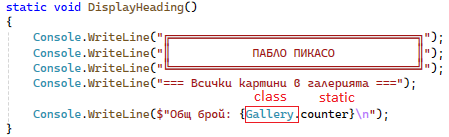 static void DisplayHeading()
{
Console.WriteLine("╔══════════════════════════════════╗");
Console.WriteLine("║ ПАБЛО ПИКАСО ║");
Console.WriteLine("╚══════════════════════════════════╝");
Console.WriteLine("=== Всички картини в галерията ===");
class static
Console.WriteLine($"Общ брой: {Gallery.counter}\n");
}